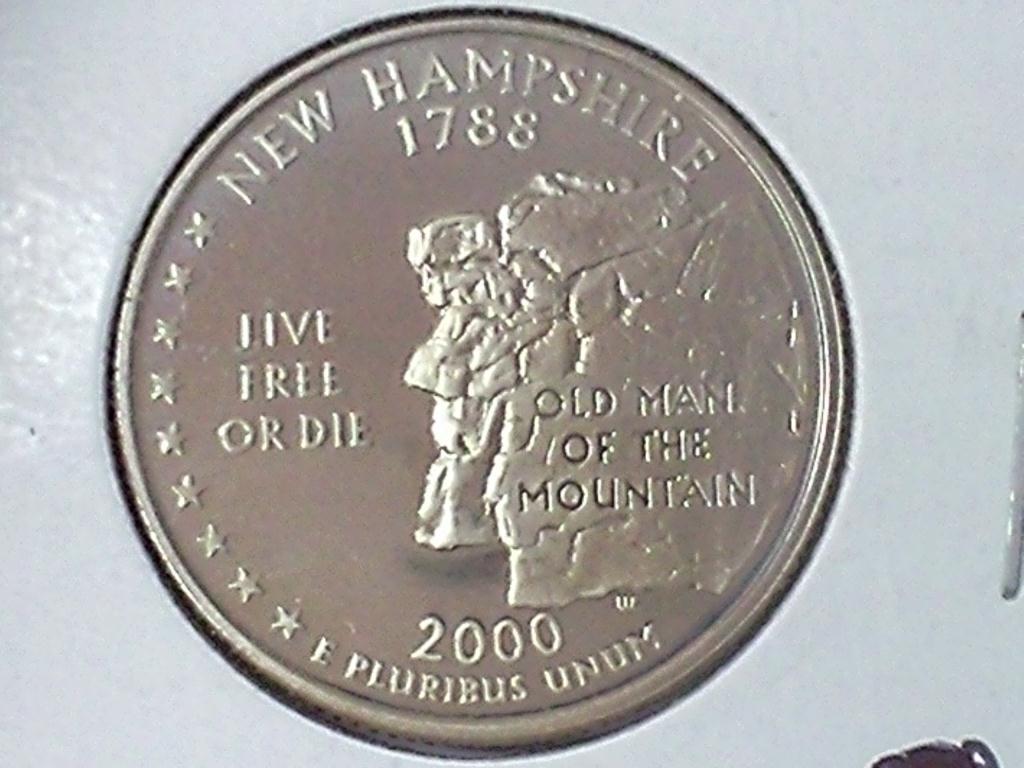 NEW HAMPSHIRE
1788
LIVE
FREE
OR DIE
OLD MAN
OF THE
MOUNTAIN
2000
E PLURIBUS UNUM